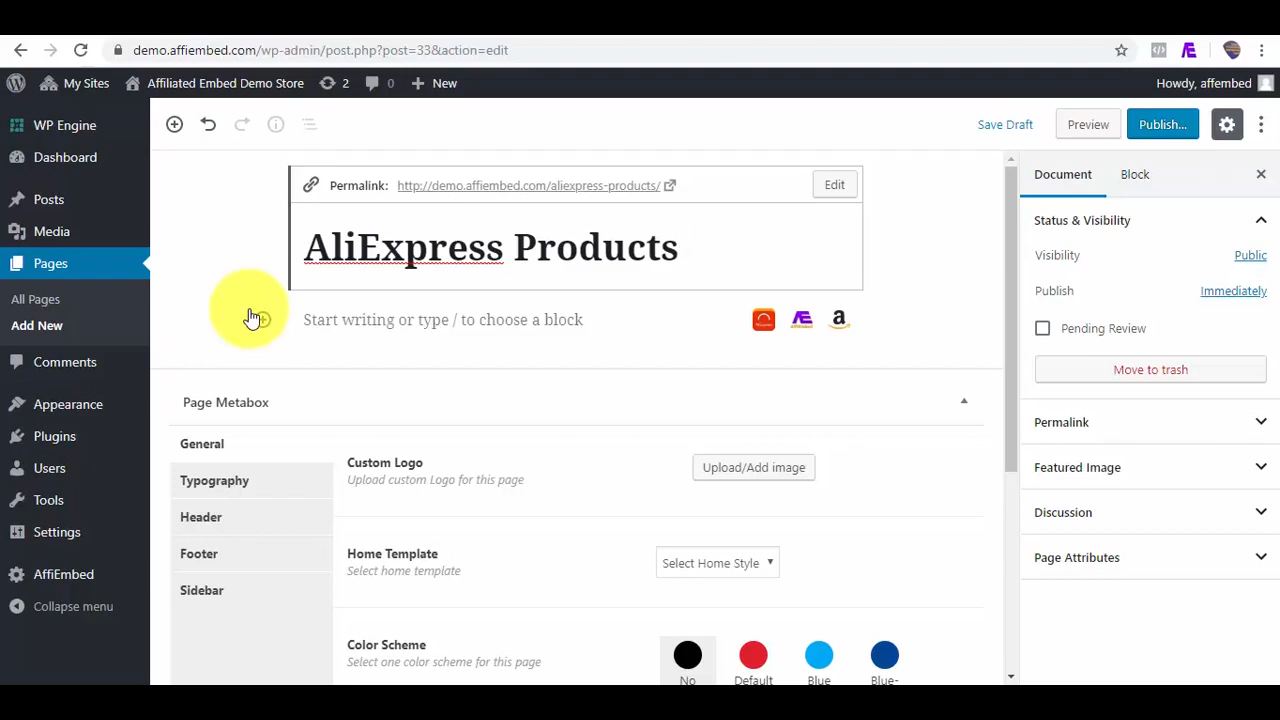 demo.affiembed.com/wp-admin/post.php?post=33&action=edit
My Sites
Affiliated Embed Demo Store
2
0
New
Howdy, affembed
WP Engine
Dashboard
Posts
Media
Pages
All Pages
Add New
Comments
Appearance
Plugins
Users
Tools
Settings
AffiEmbed
Collapse menu
Save Draft
Preview
Publish...
Permalink: http://demo.affiembed.com/aliexpress-products/
Edit
AliExpress Products
Start writing or type / to choose a block
Page Metabox
General
Typography
Header
Footer
Sidebar
Custom Logo
Upload custom Logo for this page
Upload/Add image
Home Template
Select home template
Select Home Style
Color Scheme
Select one color scheme for this page
No
Default
Blue
Blue-
Document
Block
Status & Visibility
Visibility
Public
Publish
Immediately
Pending Review
Move to trash
Permalink
Featured Image
Discussion
Page Attributes